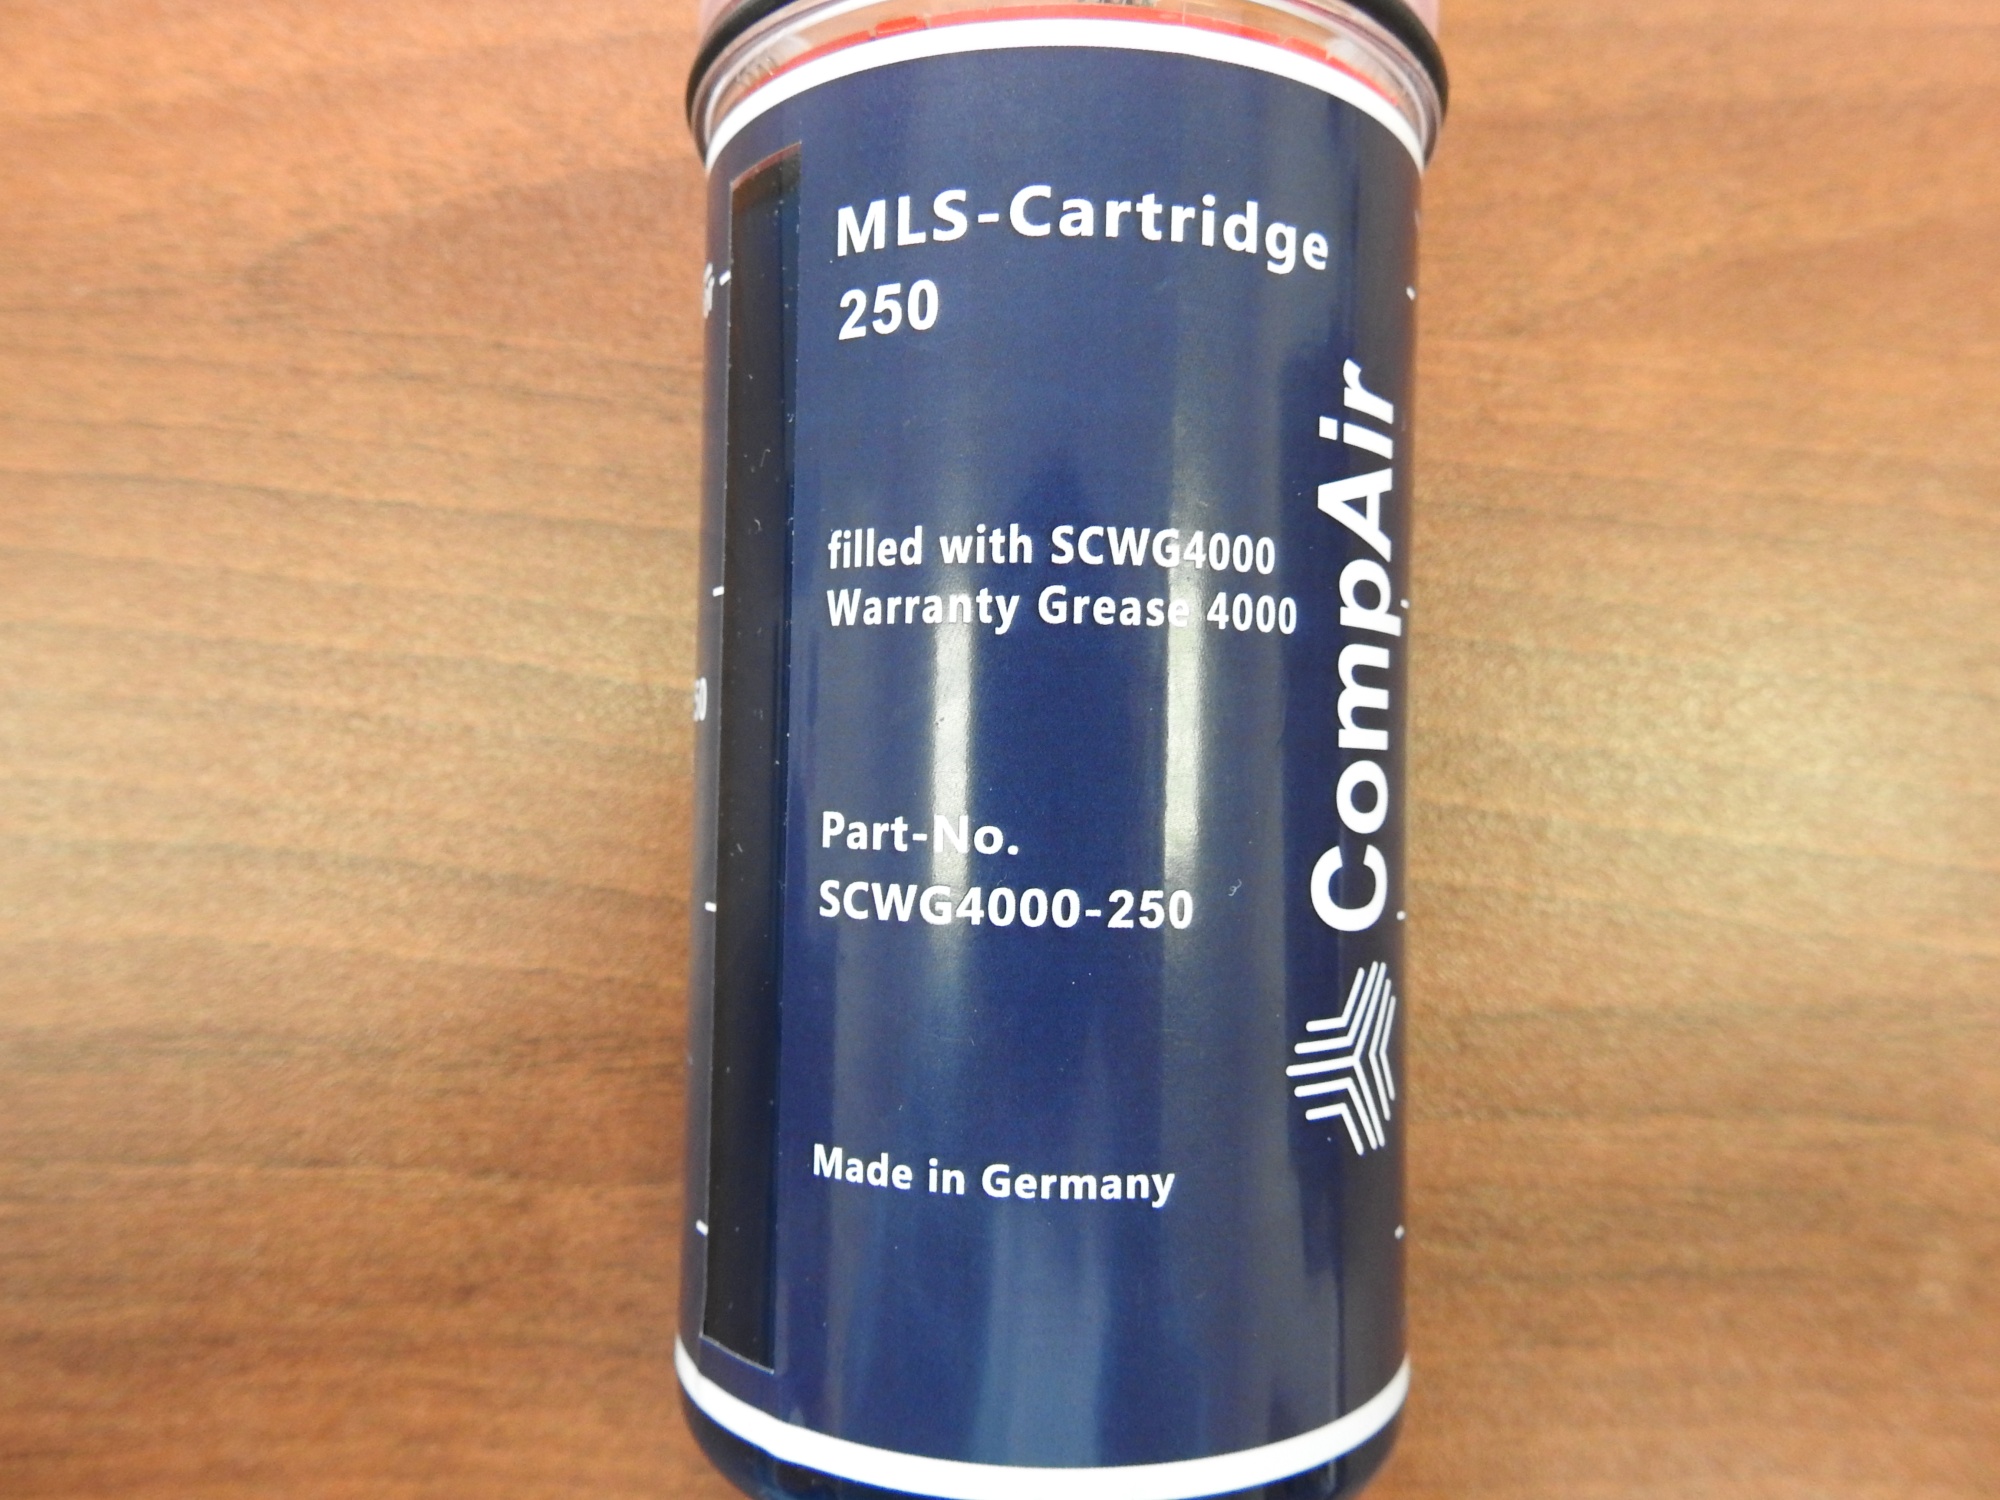 MLS-Cartridge
250
filled with SCWG4000
Warranty Grease 4000
Part-No.
SCWG4000-250
Made in Germany
CompAir